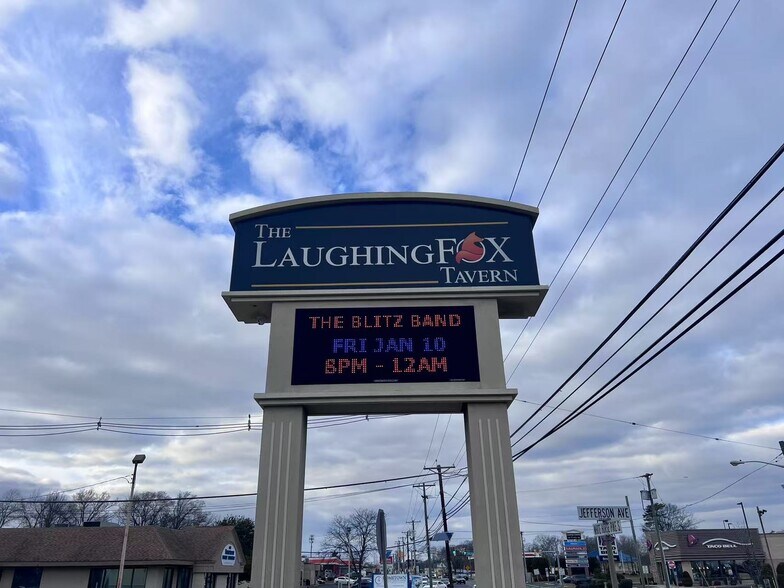 THE
LAUGHINGFOX
TAVERN
THE BLITZ BAND
FRI JAN 10
8PM - 12AM
JEFFERSON AVE
TACO BELL